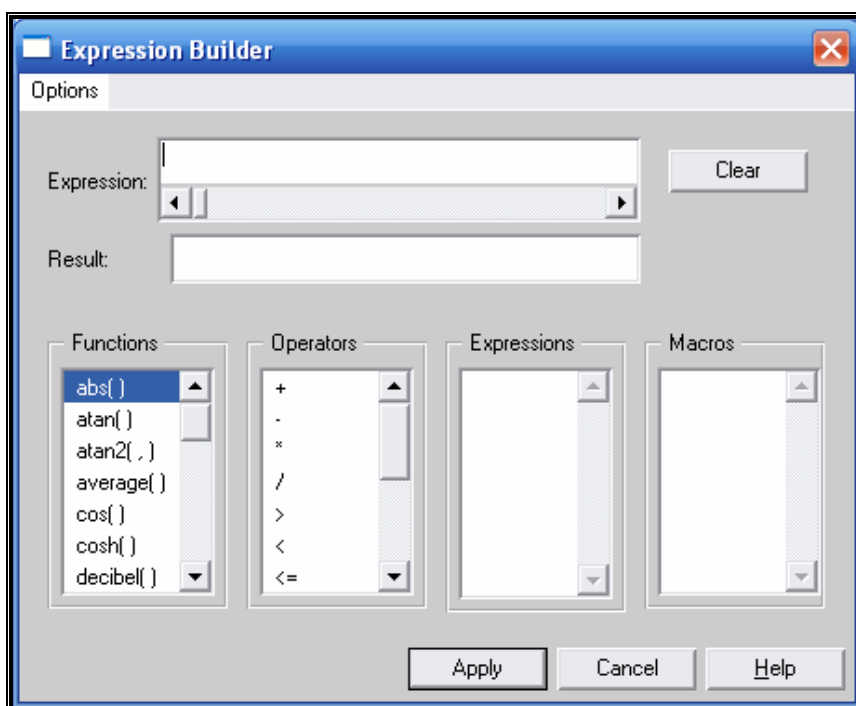 Expression Builder
Options
Expression:
Clear
Result:
Functions
abs( )
atan( )
atan2( , )
average( )
cos( )
cosh( )
decibel( )
Operators
+
-
*
/
>
<
<=
Expressions
Macros
Apply
Cancel
Help